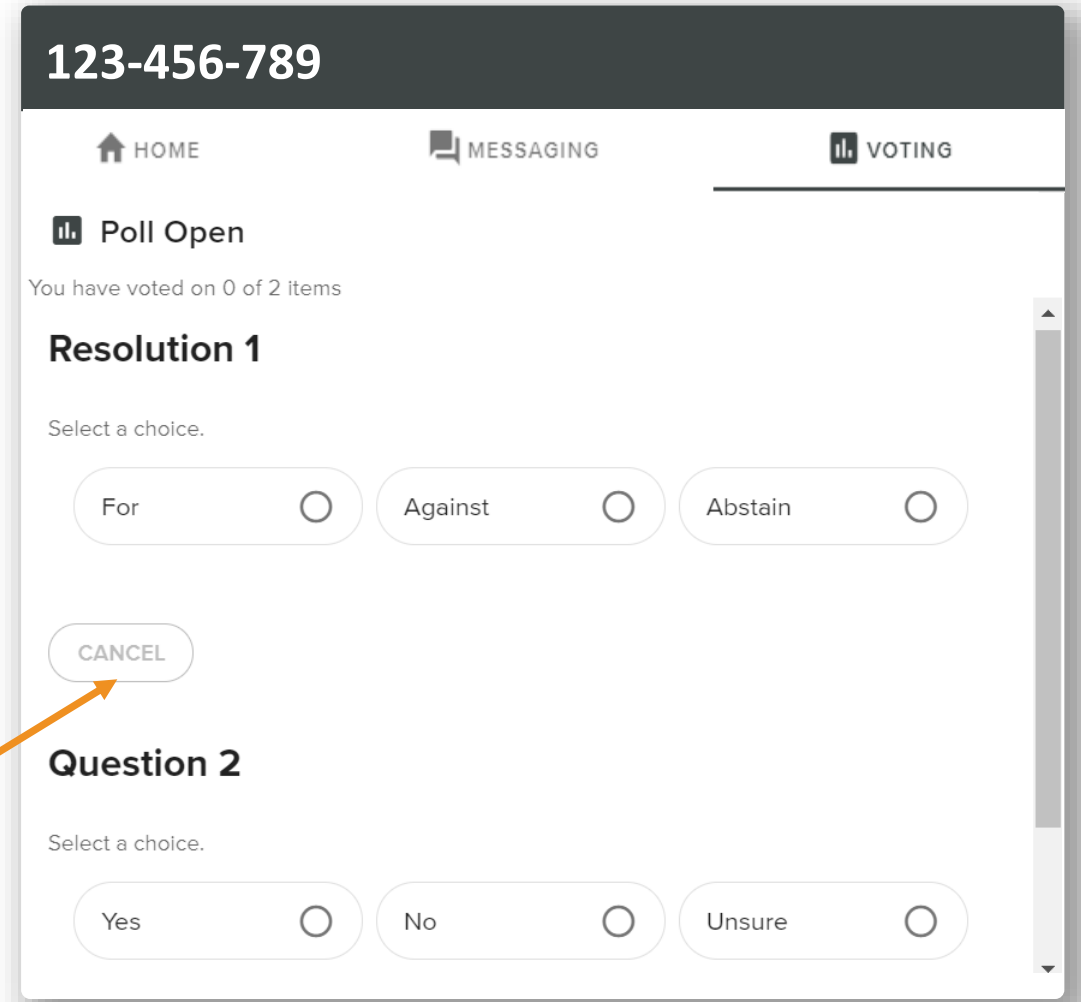 123-456-789
HOME MESSAGING VOTING
Poll Open
You have voted on 0 of 2 items
Resolution 1
Select a choice.
For Against Abstain
CANCEL
Question 2
Select a choice.
Yes No Unsure